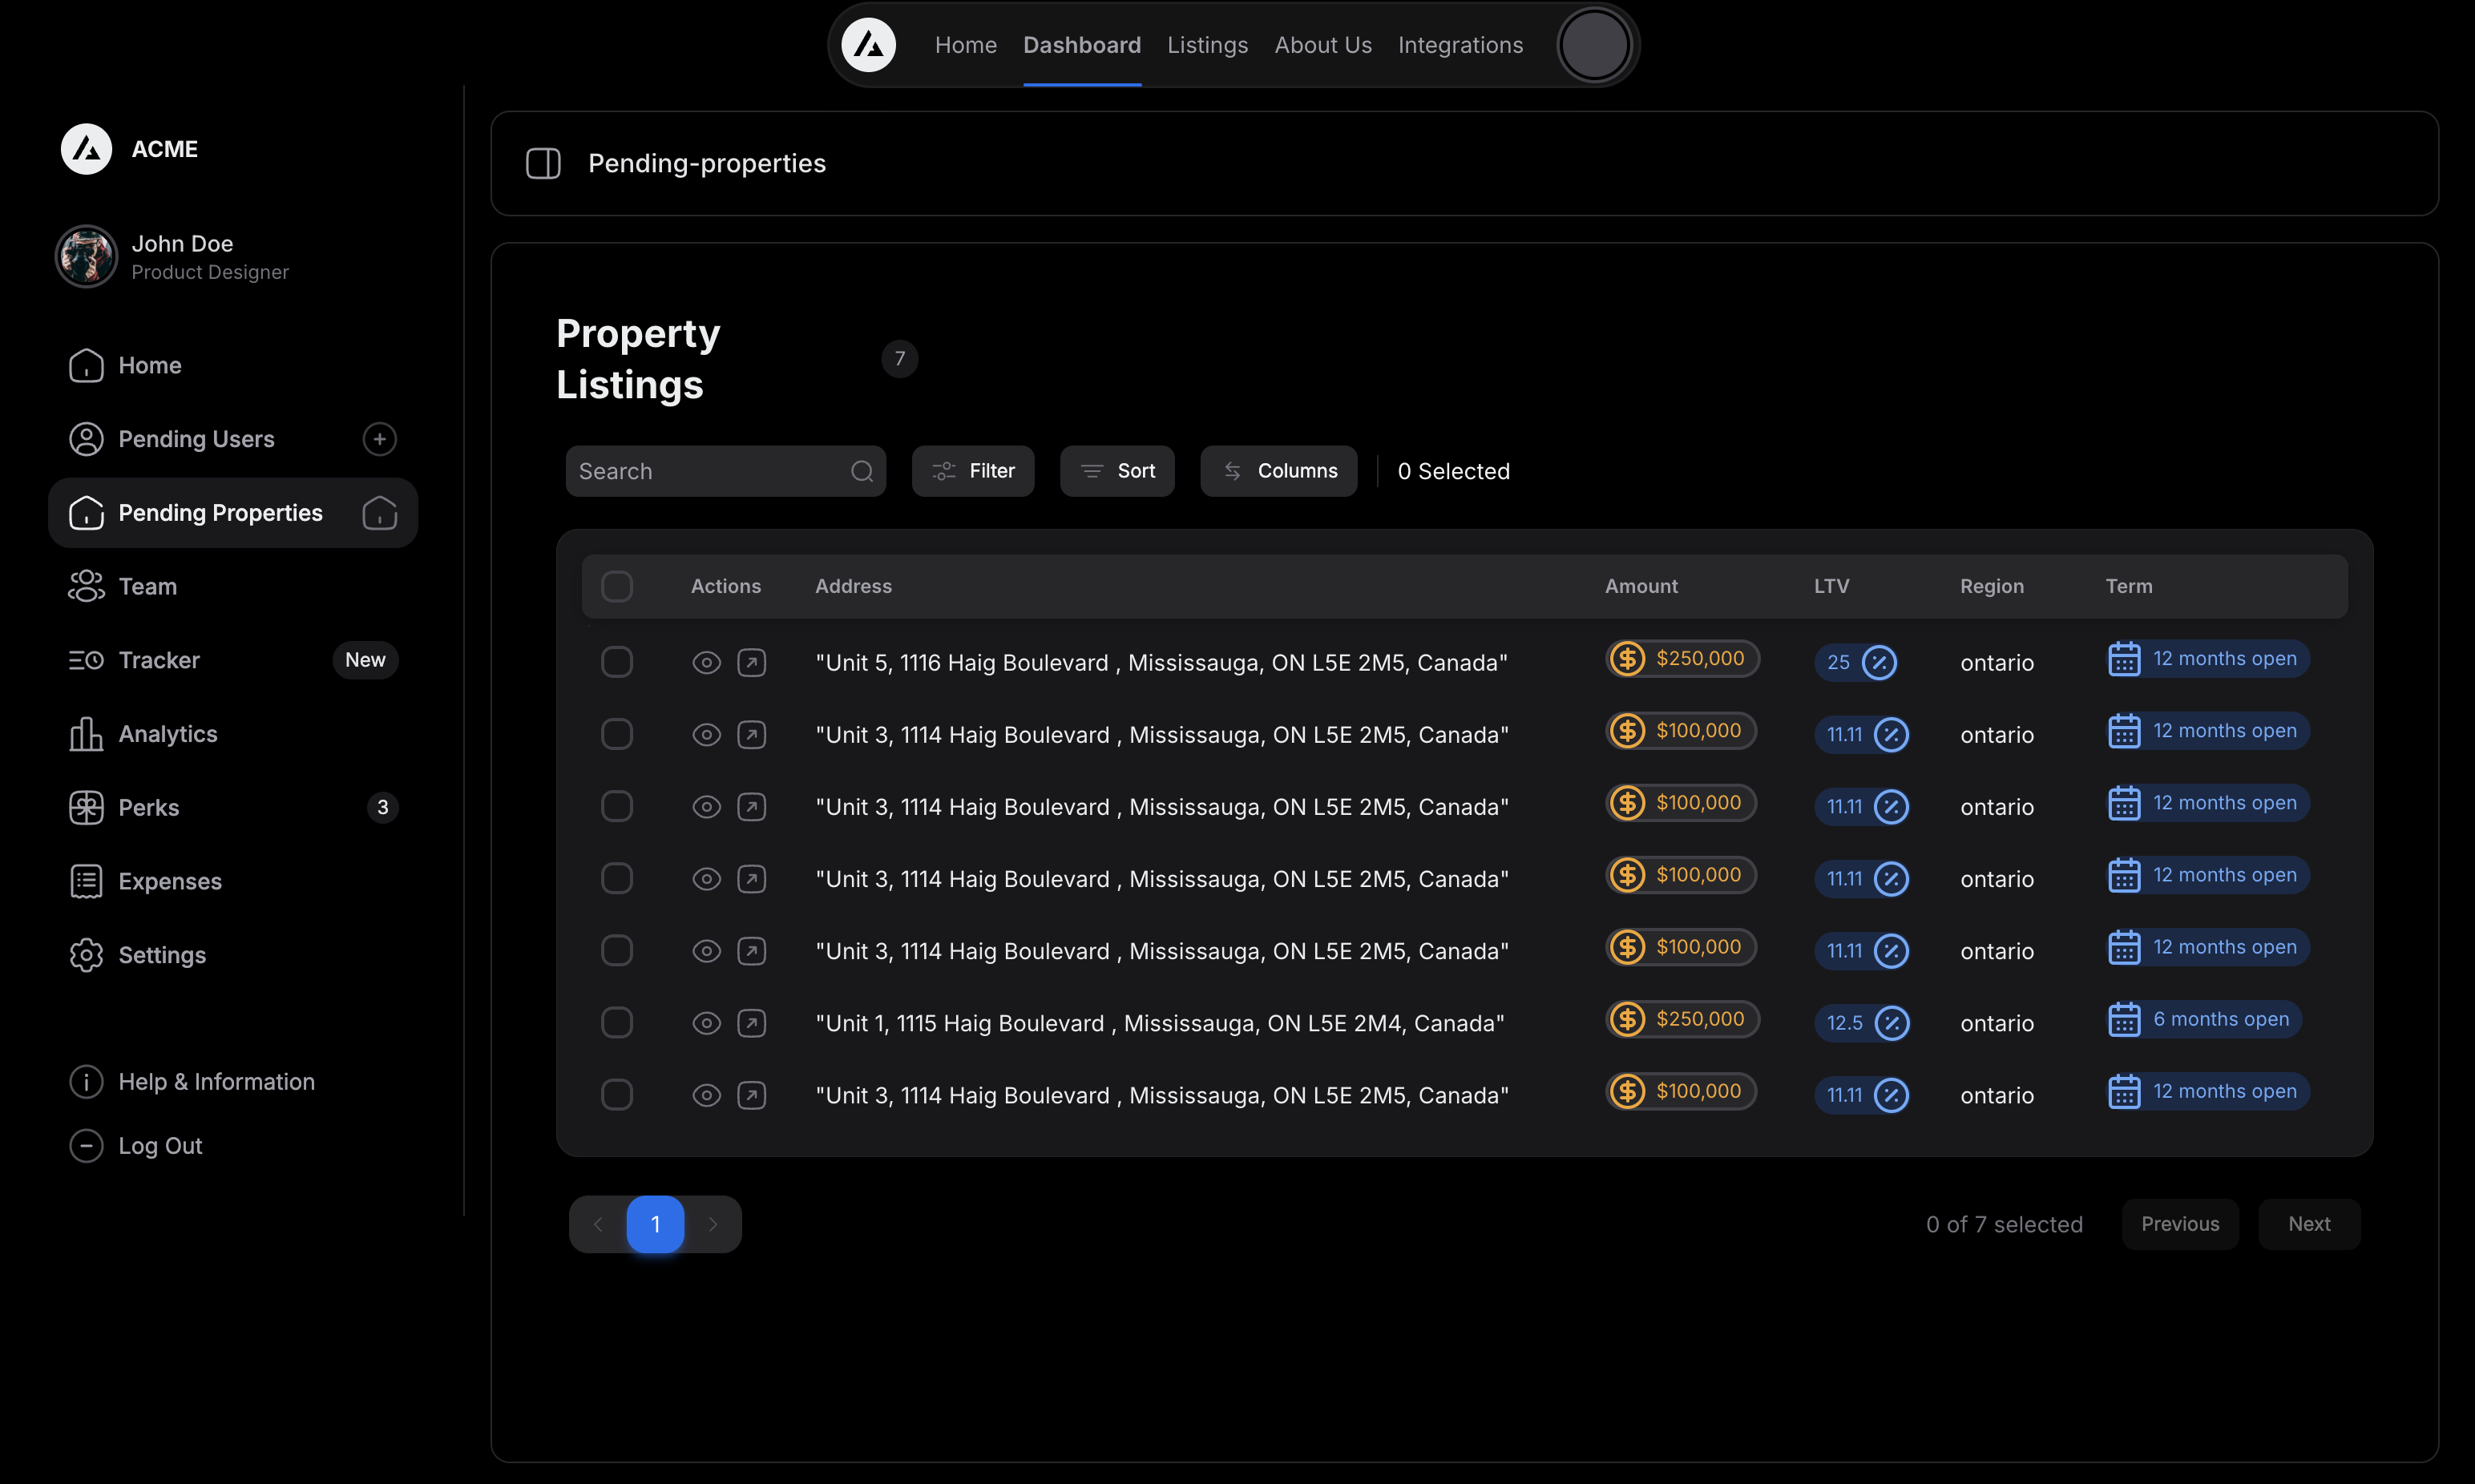 Home Dashboard Listings About Us Integrations
ACME
John Doe
Product Designer
Home
Pending Users
Pending Properties
Team
Tracker New
Analytics
Perks 3
Expenses
Settings
Help & Information
Log Out
Pending-properties
Property
Listings
7
Search Filter Sort Columns 0 Selected
Actions Address Amount LTV Region Term
"Unit 5, 1116 Haig Boulevard , Mississauga, ON L5E 2M5, Canada" $250,000 25 ontario 12 months open
"Unit 3, 1114 Haig Boulevard , Mississauga, ON L5E 2M5, Canada" $100,000 11.11 ontario 12 months open
"Unit 3, 1114 Haig Boulevard , Mississauga, ON L5E 2M5, Canada" $100,000 11.11 ontario 12 months open
"Unit 3, 1114 Haig Boulevard , Mississauga, ON L5E 2M5, Canada" $100,000 11.11 ontario 12 months open
"Unit 3, 1114 Haig Boulevard , Mississauga, ON L5E 2M5, Canada" $100,000 11.11 ontario 12 months open
"Unit 1, 1115 Haig Boulevard , Mississauga, ON L5E 2M4, Canada" $250,000 12.5 ontario 6 months open
"Unit 3, 1114 Haig Boulevard , Mississauga, ON L5E 2M5, Canada" $100,000 11.11 ontario 12 months open
1
0 of 7 selected Previous Next